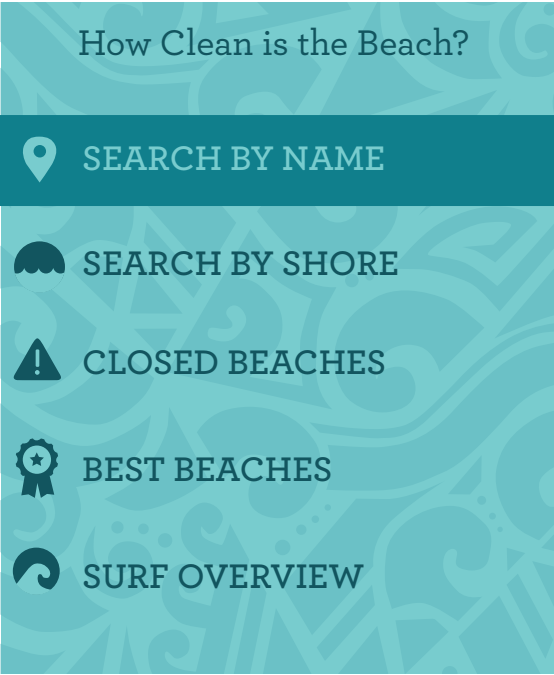 How Clean is the Beach?
SEARCH BY NAME
SEARCH BY SHORE
CLOSED BEACHES
BEST BEACHES
SURF OVERVIEW